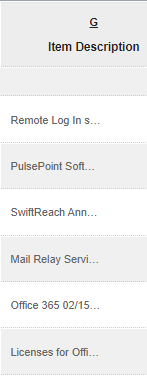 G
Item Description
Remote Log In s...
PulsePoint Soft...
SwiftReach Ann...
Mail Relay Servi...
Office 365 02/15...
Licenses for Offi...